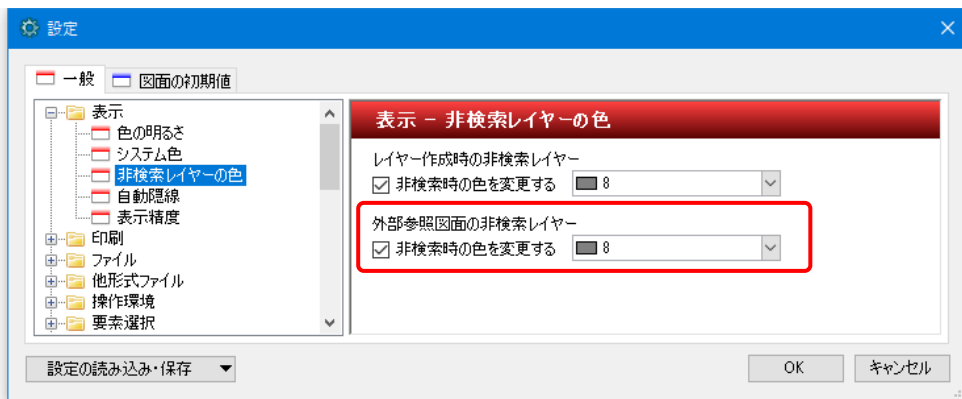 設定
一般 図面の初期値
表示
色の明るさ
システム色
非検索レイヤーの色
自動隠線
表示精度
印刷
ファイル
他形式ファイル
操作環境
要素選択
表示 － 非検索レイヤーの色
レイヤー作成時の非検索レイヤー
非検索時の色を変更する 8
外部参照図面の非検索レイヤー
非検索時の色を変更する 8
設定の読み込み・保存 OK キャンセル